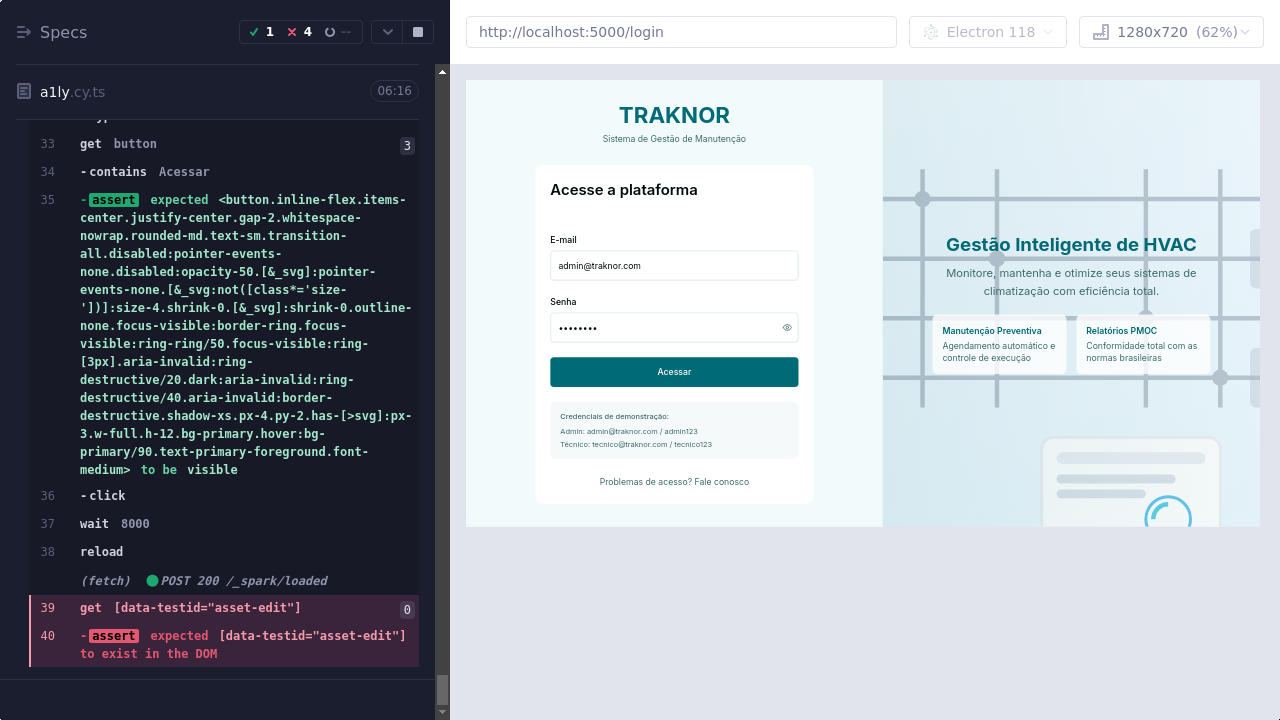 Specs
1
4
--
a1ly.cy.ts
06:16
33 get button 3
34 -contains Acessar
35 -assert expected <button.inline-flex.items-
center.justify-center.gap-2.whitespace-
nowrap.rounded-md.text-sm.transition-
all.disabled:pointer-events-
none.disabled:opacity-50.[&_svg]:pointer-
events-none.[&_svg:not([class*='size-
'])]:size-4.shrink-0.[&_svg]:shrink-0.outline-
none.focus-visible:border-ring.focus-
visible:ring-ring/50.focus-visible:ring-
[3px].aria-invalid:ring-
destructive/20.dark:aria-invalid:ring-
destructive/40.aria-invalid:border-
destructive.shadow-xs.px-4.py-2.has-[>svg]:px-
3.w-full.h-12.bg-primary.hover:bg-
primary/90.text-primary-foreground.font-
medium> to be visible
36 -click
37 wait 8000
38 reload
(fetch) POST 200 /_spark/loaded
39 get [data-testid="asset-edit"] 0
40 -assert expected [data-testid="asset-edit"]
to exist in the DOM
http://localhost:5000/login
Electron 118
1280x720 (62%)
TRAKNOR
Sistema de Gestão de Manutenção
Acesse a plataforma
E-mail
admin@traknor.com
Senha
••••••••
Acessar
Credenciais de demonstração:
Admin: admin@traknor.com / admin123
Técnico: tecnico@traknor.com / tecnico123
Problemas de acesso? Fale conosco
Gestão Inteligente de HVAC
Monitore, mantenha e otimize seus sistemas de
climatização com eficiência total.
Manutenção Preventiva
Agendamento automático e
controle de execução
Relatórios PMOC
Conformidade total com as
normas brasileiras